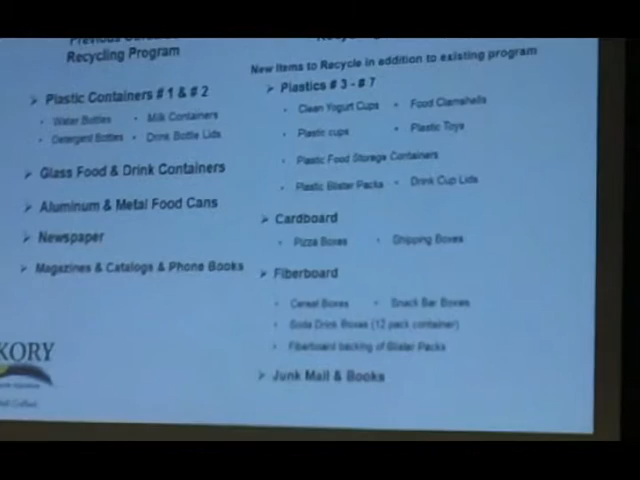 Previous
Recycling Program
➢ Plastic Containers # 1 & # 2
• Water Bottles • Milk Containers
• Detergent Bottles • Drink Bottle Lids
➢ Glass Food & Drink Containers
➢ Aluminum & Metal Food Cans
➢ Newspaper
➢ Magazines & Catalogs & Phone Books
KORY
New Items to Recycle in addition to existing program
➢ Plastics # 3 - # 7
• Clean Yogurt Cups • Food Clamshells
• Plastic cups • Plastic Toys
• Plastic Food Storage Containers
• Plastic Blister Packs • Drink Cup Lids
➢ Cardboard
• Pizza Boxes • Shipping Boxes
➢ Fiberboard
• Cereal Boxes • Snack Bar Boxes
• Soda Drink Boxes (12 pack container)
• Fiberboard backing of Blister Packs
➢ Junk Mail & Books